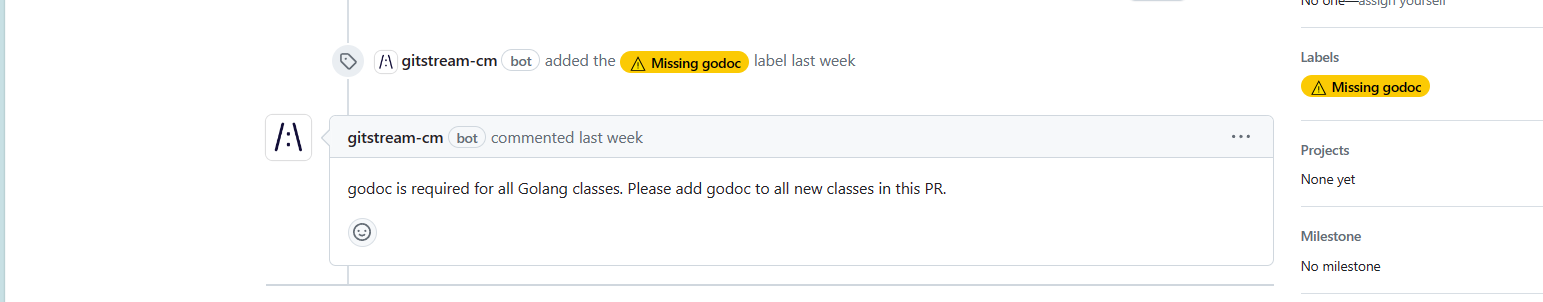 No one—assign yourself
gitstream-cm bot added the ⚠ Missing godoc label last week
Labels
⚠ Missing godoc
gitstream-cm bot commented last week
godoc is required for all Golang classes. Please add godoc to all new classes in this PR.
Projects
None yet
Milestone
No milestone